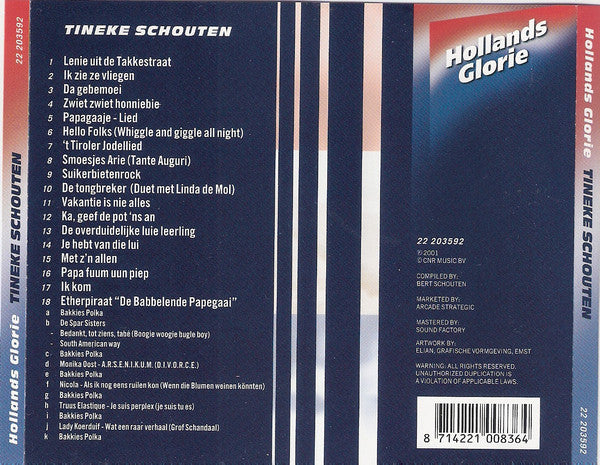 Hollands Glorie TINEKE SCHOUTEN 22 203592
TINEKE SCHOUTEN
1 Lenie uit de Takkestraat
2 Ik zie ze vliegen
3 Da gebemoei
4 Zwiet zwiet honniebie
5 Papagaaje - Lied
6 Hello Folks (Whiggle and giggle all night)
7 't Tiroler Jodellied
8 Smoesjes Arie (Tante Auguri)
9 Suikerbietenrock
10 De tongbreker (Duet met Linda de Mol)
11 Vakantie is nie alles
12 Ka, geef de pot 'ns an
13 De overduidelijke luie leerling
14 Je hebt van die lui
15 Met z'n allen
16 Papa fuum uun piep
17 Ik kom
18 Etherpiraat “De Babbelende Papegaai”
a Bakkies Polka
b De Spar Sisters
- Bedankt, tot ziens, tabé (Boogie woogie bugle boy)
- South American way
c Bakkies Polka
d Monika Oost - A.R.S.E.N.I.K.U.M. (D.I.V.O.R.C.E.)
e Bakkies Polka
f Nicola - Als ik nog eens ruilen kon (Wenn die Blumen weinen könnten)
g Bakkies Polka
h Truus Elastique - Je suis perplex (je suis tu es)
i Bakkies Polka
j Lady Koerduif - Wat een raar verhaal (Grof Schandaal)
k Bakkies Polka
Hollands
Glorie
22 203592
℗ 2001
© CNR MUSIC BV
COMPILED BY:
BERT SCHOUTEN
MARKETED BY:
ARCADE STRATEGIC
MASTERED BY:
SOUND FACTORY
ARTWORK BY:
ELIAN, GRAFISCHE VORMGEVING, EMST
WARNING: ALL RIGHTS RESERVED.
UNAUTHORIZED DUPLICATION IS
A VIOLATION OF APPLICABLE LAWS.
8 714221 008364
Hollands Glorie TINEKE SCHOUTEN 22 203592